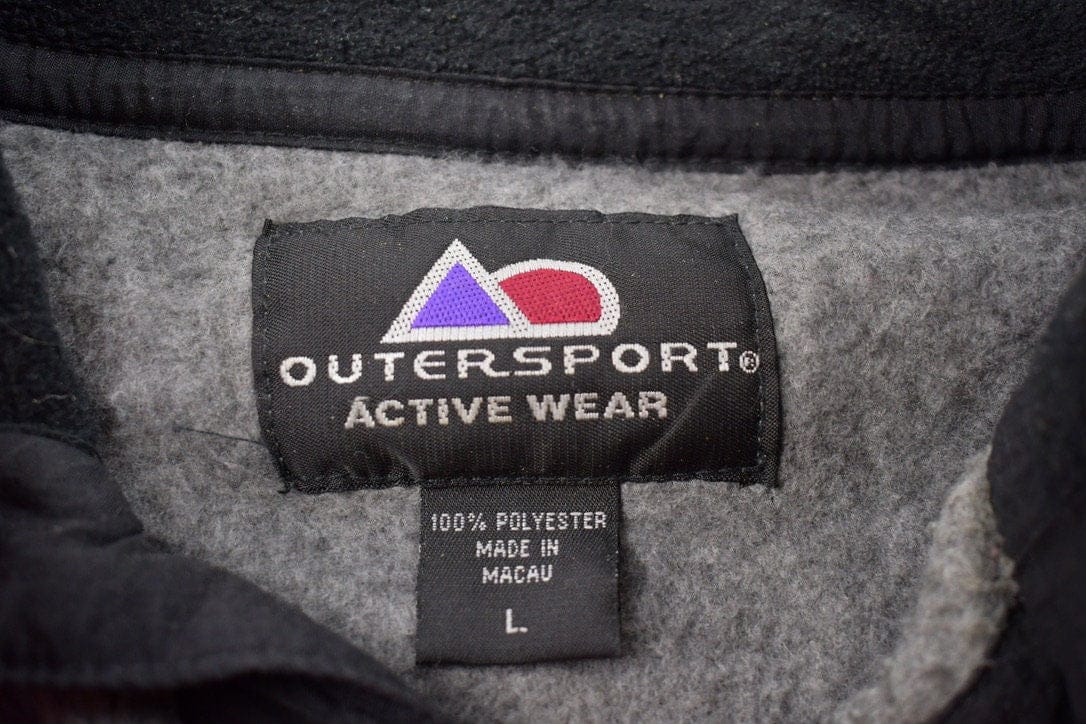 OUTERSPORT®
ACTIVE WEAR
100% POLYESTER
MADE IN
MACAU
L.